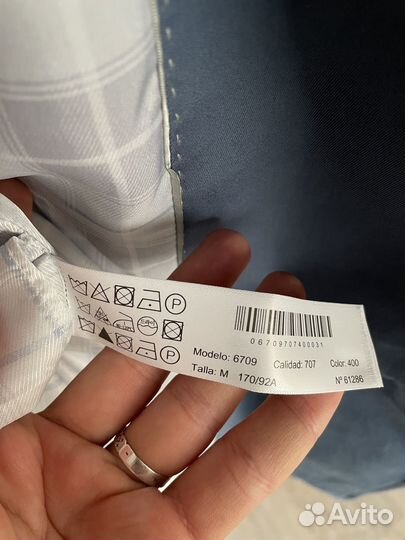 06709707400031
Modelo: 6709 Calidad: 707 Color: 400
Talla: M 170/92A Nº 61286
P
P
P
Avito